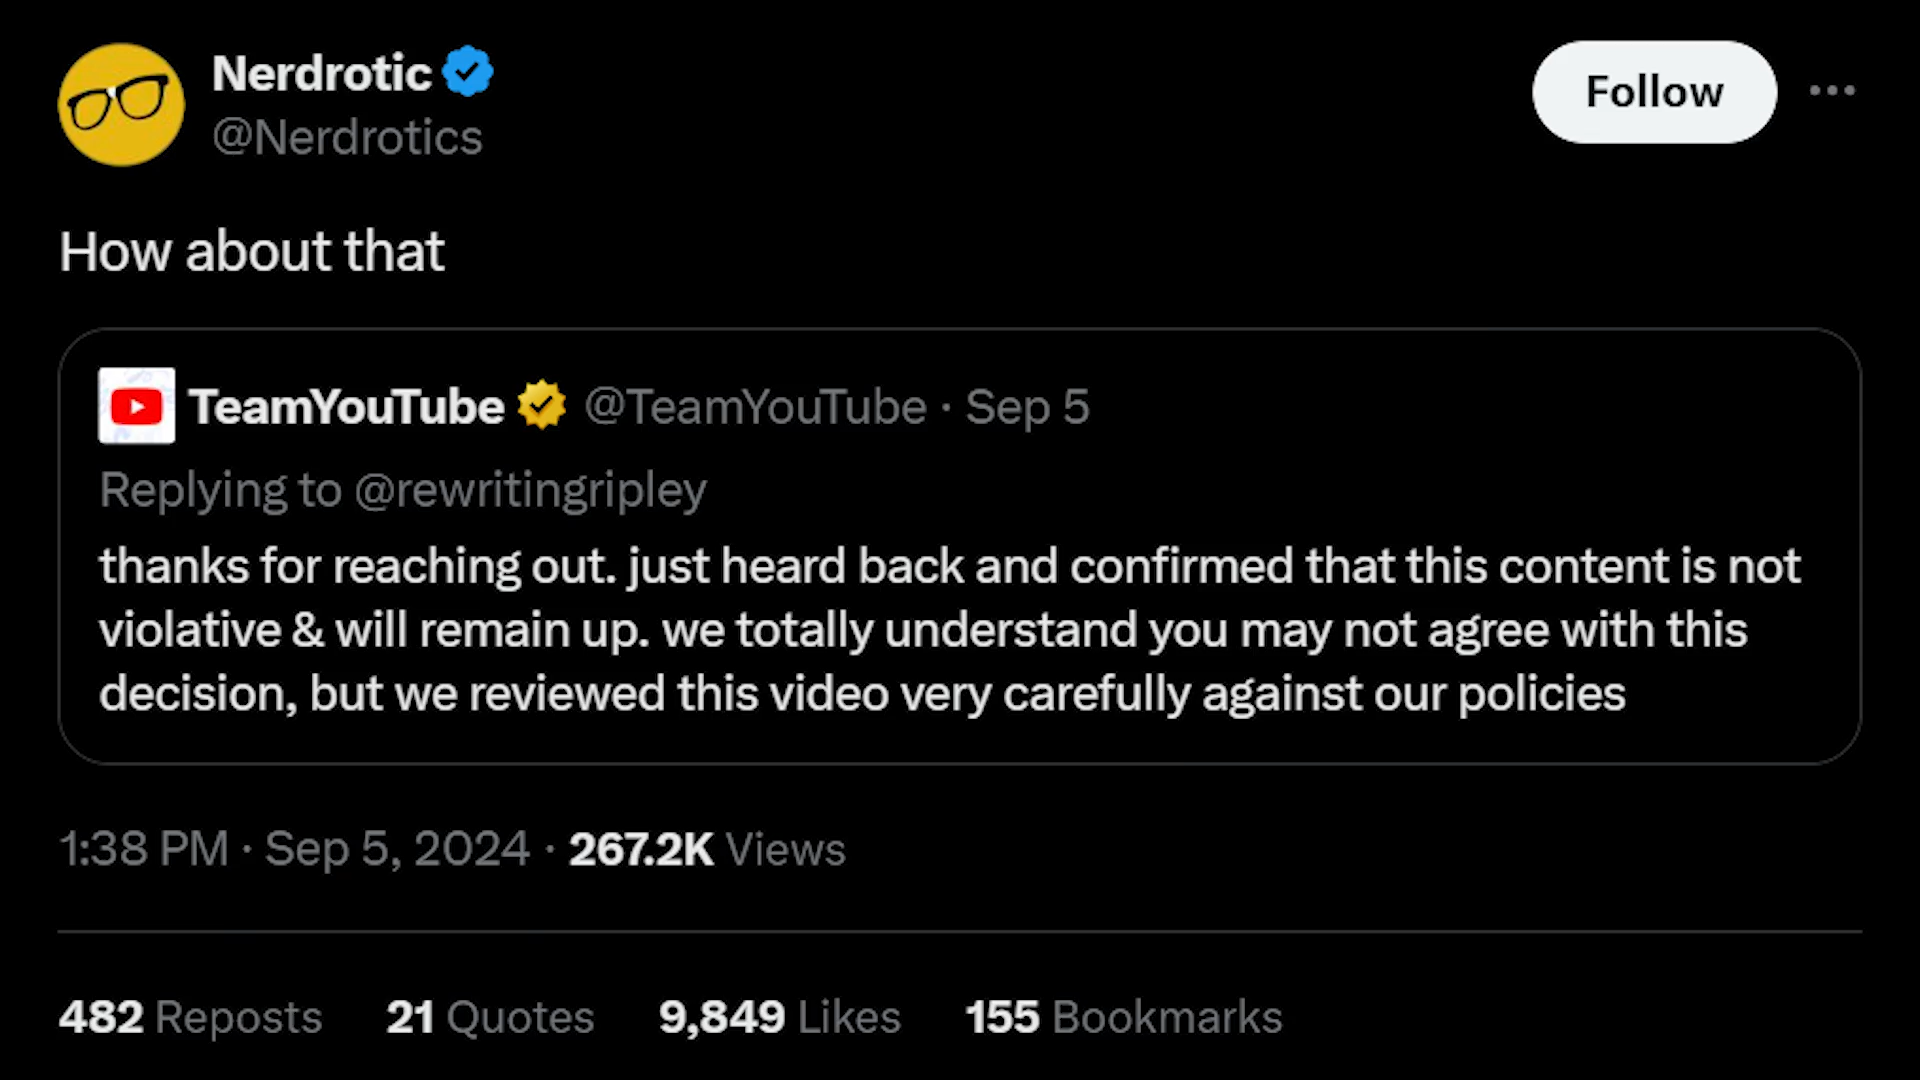 Nerdrotic
@Nerdrotics
Follow
How about that
TeamYouTube @TeamYouTube · Sep 5
Replying to @rewritingripley
thanks for reaching out. just heard back and confirmed that this content is not
violative & will remain up. we totally understand you may not agree with this
decision, but we reviewed this video very carefully against our policies
1:38 PM · Sep 5, 2024 · 267.2K Views
482 Reposts 21 Quotes 9,849 Likes 155 Bookmarks